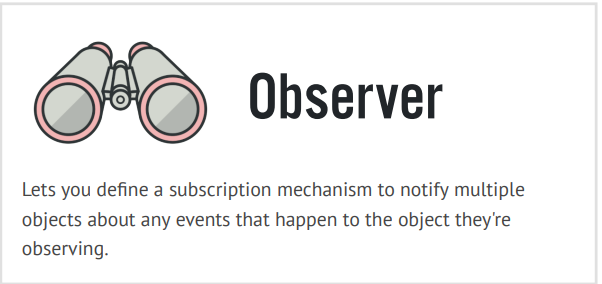 Observer
Lets you define a subscription mechanism to notify multiple
objects about any events that happen to the object they're
observing.